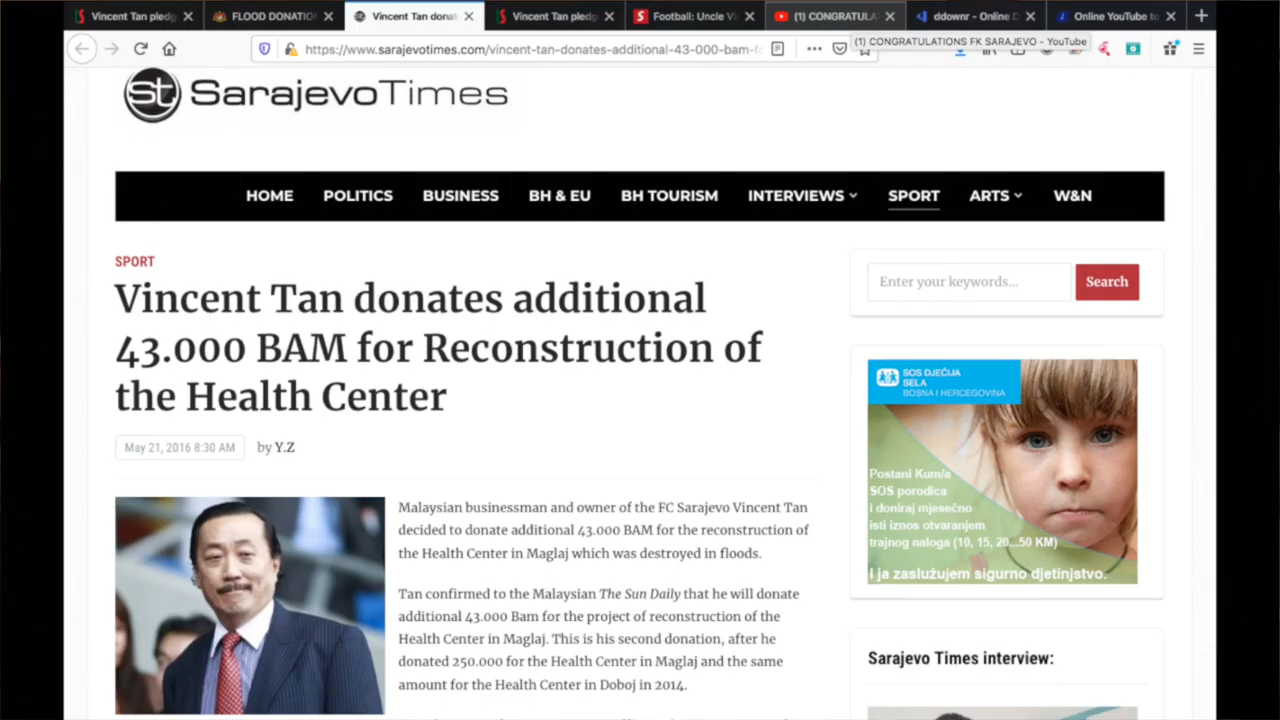 Vincent Tan pledg
FLOOD DONATIO
Vincent Tan donat
Vincent Tan pledg
Football: Uncle Vi
(1) CONGRATULA
ddownr - Online D
Online YouTube to
https://www.sarajevotimes.com/vincent-tan-donates-additional-43-000-bam-f
(1) CONGRATULATIONS FK SARAJEVO - YouTube
st SarajevoTimes
HOME POLITICS BUSINESS BH & EU BH TOURISM INTERVIEWS SPORT ARTS W&N
SPORT
Vincent Tan donates additional
43.000 BAM for Reconstruction of
the Health Center
May 21, 2016 8:30 AM by Y.Z
Malaysian businessman and owner of the FC Sarajevo Vincent Tan
decided to donate additional 43.000 BAM for the reconstruction of
the Health Center in Maglaj which was destroyed in floods.
Tan confirmed to the Malaysian The Sun Daily that he will donate
additional 43.000 Bam for the project of reconstruction of the
Health Center in Maglaj. This is his second donation, after he
donated 250.000 for the Health Center in Maglaj and the same
amount for the Health Center in Doboj in 2014.
Enter your keywords... Search
SOS DJEČIJA
SELA
BOSNA I HERCEGOVINA
Postani Kum/a
SOS porodica
i doniraj mjesečno
isti iznos otvaranjem
trajnog naloga (10, 15, 20...50 KM)
I ja zaslužujem sigurno djetinjstvo.
Sarajevo Times interview: